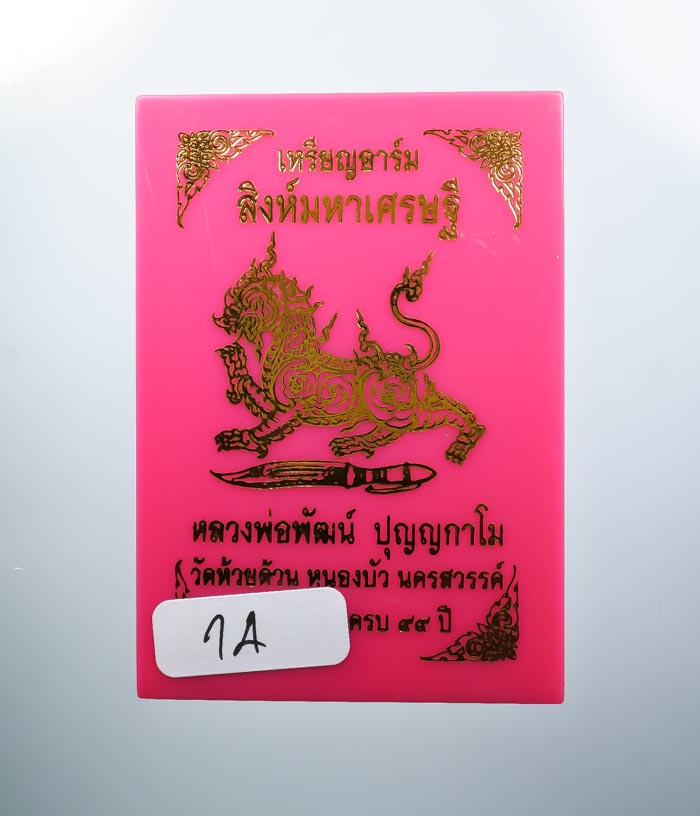 เหรียญอาร์ม
สิงห์มหาเศรษฐี
หลวงพ่อพัฒน์ ปุญญกาโม
วัดห้วยด้วน หนองบัว นครสวรรค์
ครบ ๙๙ ปี
1A